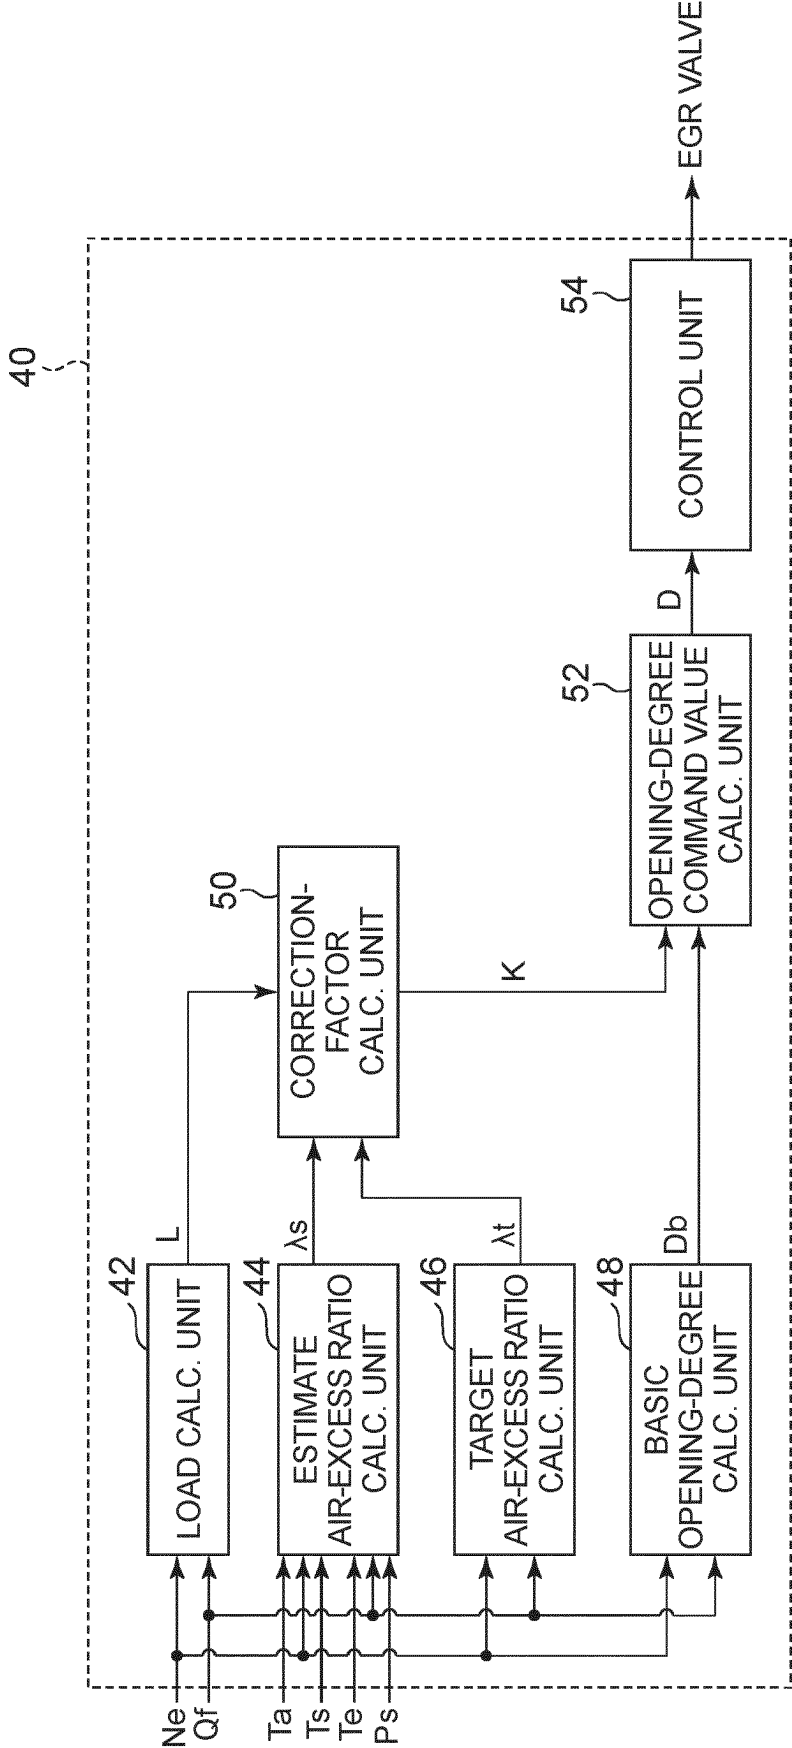 40
Ne
Qf
Ta
Ts
Te
Ps
42
LOAD CALC. UNIT
L
44
ESTIMATE
AIR-EXCESS RATIO
CALC. UNIT
λs
46
TARGET
AIR-EXCESS RATIO
CALC. UNIT
λt
48
BASIC
OPENING-DEGREE
CALC. UNIT
Db
50
CORRECTION-
FACTOR
CALC. UNIT
K
52
OPENING-DEGREE
COMMAND VALUE
CALC. UNIT
D
54
CONTROL UNIT
EGR VALVE